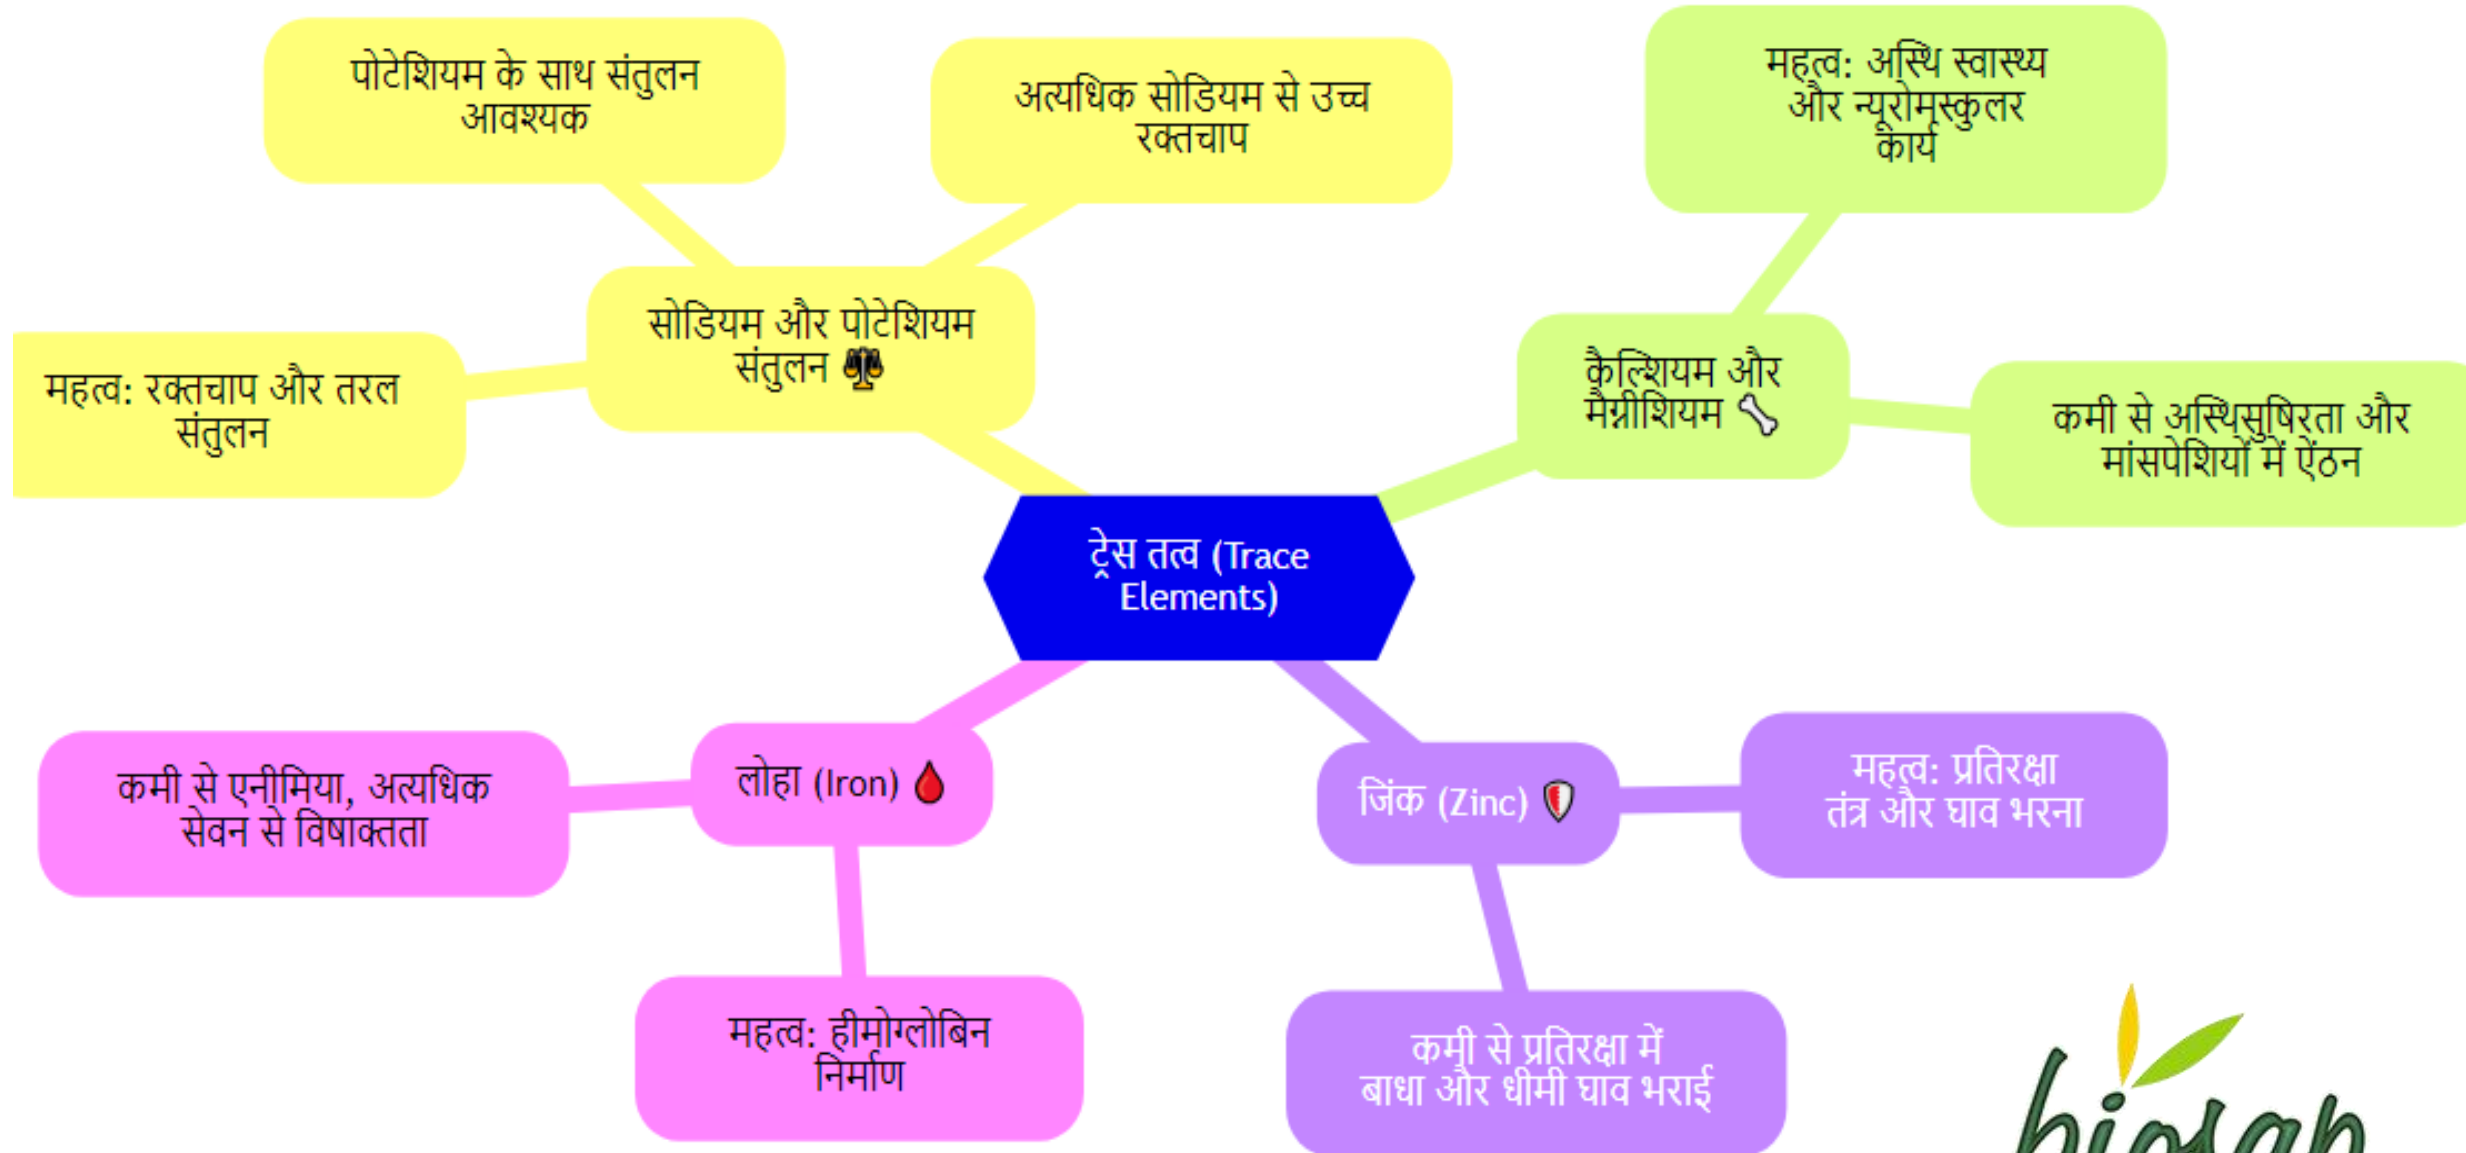 पोटेशियम के साथ संतुलन
आवश्यक
अत्यधिक सोडियम से उच्च
रक्तचाप
महत्व: अस्थि स्वास्थ्य
और न्यूरोमस्कुलर
कार्य
सोडियम और पोटेशियम
संतुलन
महत्व: रक्तचाप और तरल
संतुलन
कैल्शियम और
मैग्नीशियम
कमी से अस्थिसुषिरता और
मांसपेशियों में ऐंठन
ट्रेस तत्व (Trace
Elements)
कमी से एनीमिया, अत्यधिक
सेवन से विषाक्तता
लोहा (Iron)
जिंक (Zinc)
महत्व: प्रतिरक्षा
तंत्र और घाव भरना
महत्व: हीमोग्लोबिन
निर्माण
कमी से प्रतिरक्षा में
बाधा और धीमी घाव भराई